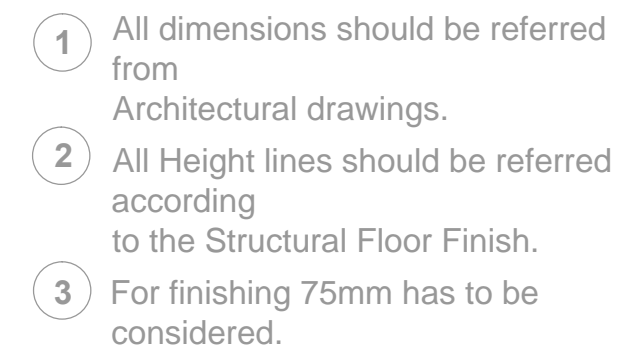 1 All dimensions should be referred
from
Architectural drawings.
2 All Height lines should be referred
according
to the Structural Floor Finish.
3 For finishing 75mm has to be
considered.